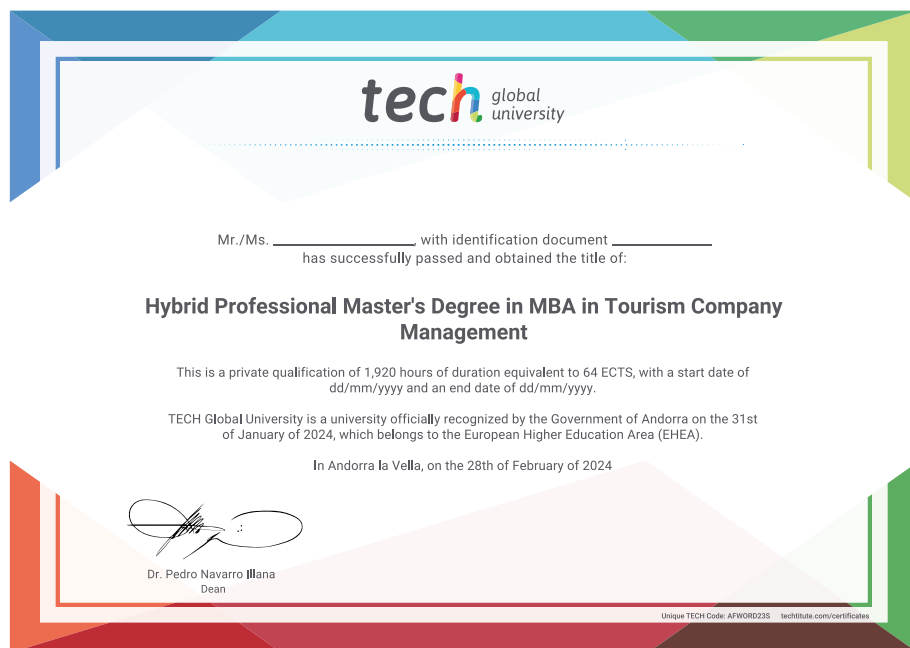 tech global
university
Mr./Ms. ____________, with identification document ____________
has successfully passed and obtained the title of:
Hybrid Professional Master's Degree in MBA in Tourism Company
Management
This is a private qualification of 1,920 hours of duration equivalent to 64 ECTS, with a start date of
dd/mm/yyyy and an end date of dd/mm/yyyy.
TECH Global University is a university officially recognized by the Government of Andorra on the 31st
of January of 2024, which belongs to the European Higher Education Area (EHEA).
In Andorra la Vella, on the 28th of February of 2024
Dr. Pedro Navarro Illana
Dean
Unique TECH Code: AFWORD23S techtitute.com/certificates